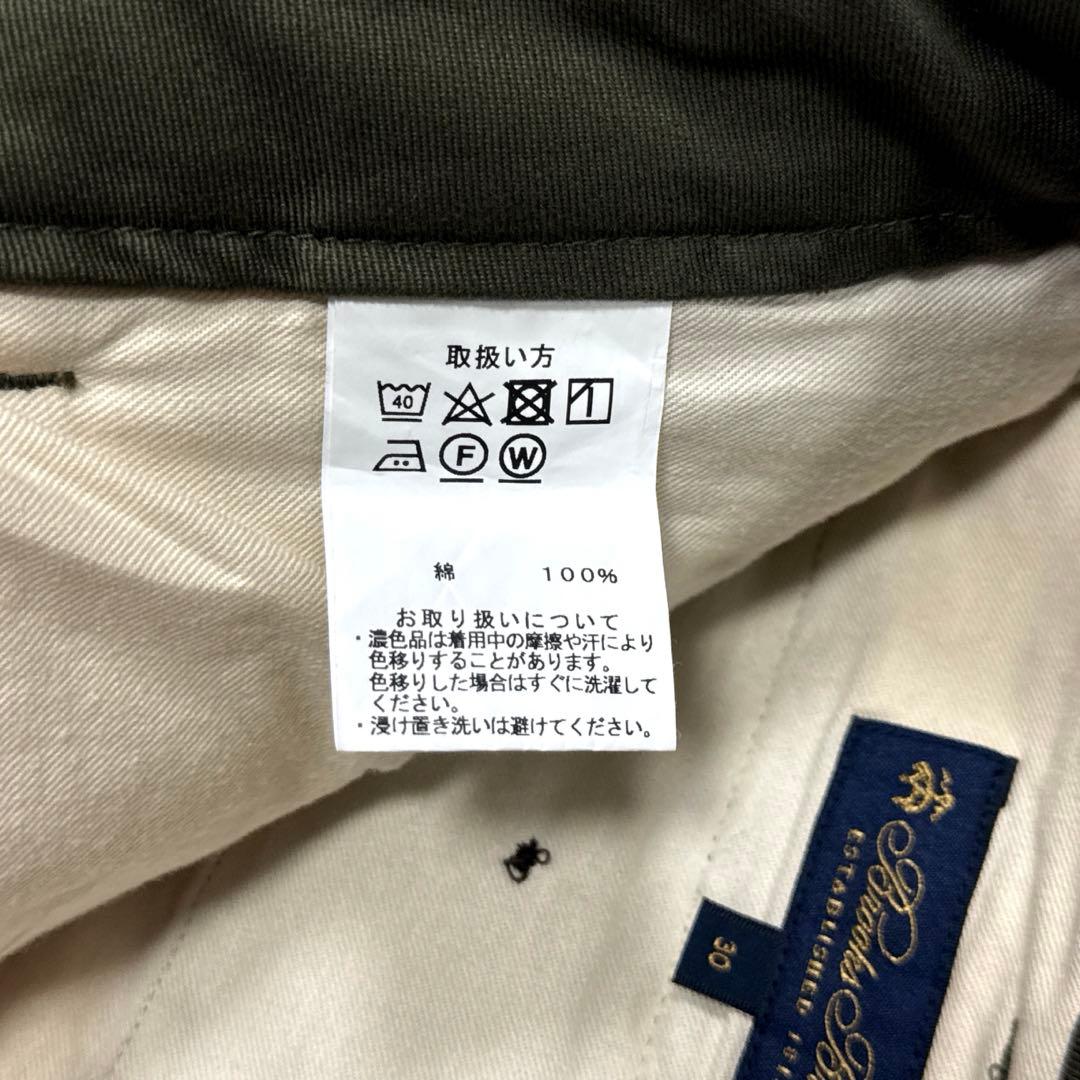 取扱い方
40
F W
綿 100%
お取り扱いについて
・濃色品は着用中の摩擦や汗により
色移りすることがあります。
色移りした場合はすぐに洗濯して
ください。
・浸け置き洗いは避けてください。
30
Brooks
ESTABLISHED